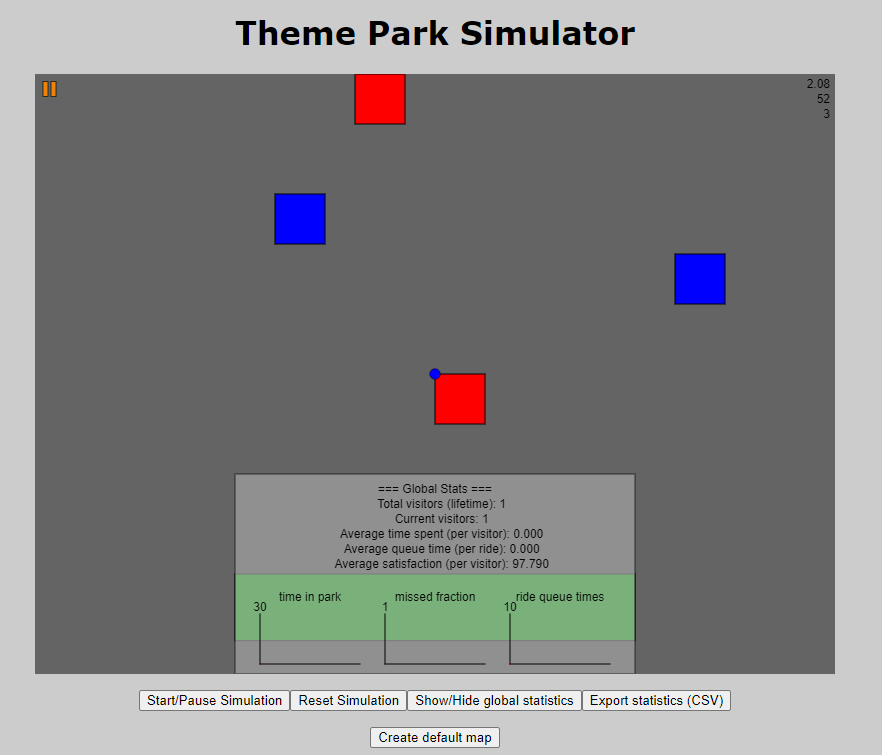 Theme Park Simulator
2.08
52
3
=== Global Stats ===
Total visitors (lifetime): 1
Current visitors: 1
Average time spent (per visitor): 0.000
Average queue time (per ride): 0.000
Average satisfaction (per visitor): 97.790
time in park missed fraction ride queue times
30 1 10
Start/Pause Simulation Reset Simulation Show/Hide global statistics Export statistics (CSV)
Create default map